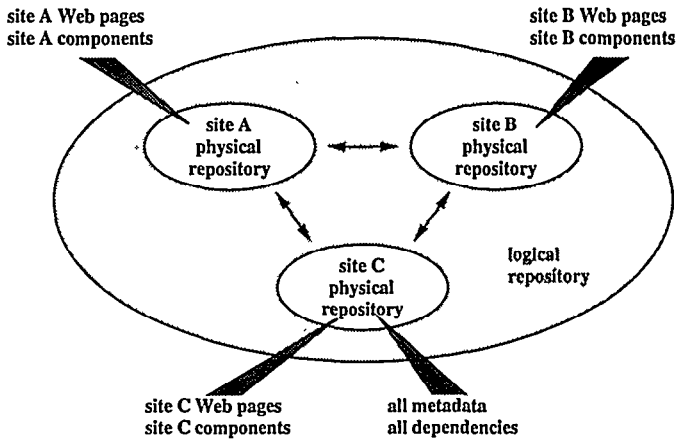 site A Web pages
site A components
site B Web pages
site B components
site A
physical
repository
site B
physical
repository
site C
physical
repository
logical
repository
site C Web pages
site C components
all metadata
all dependencies